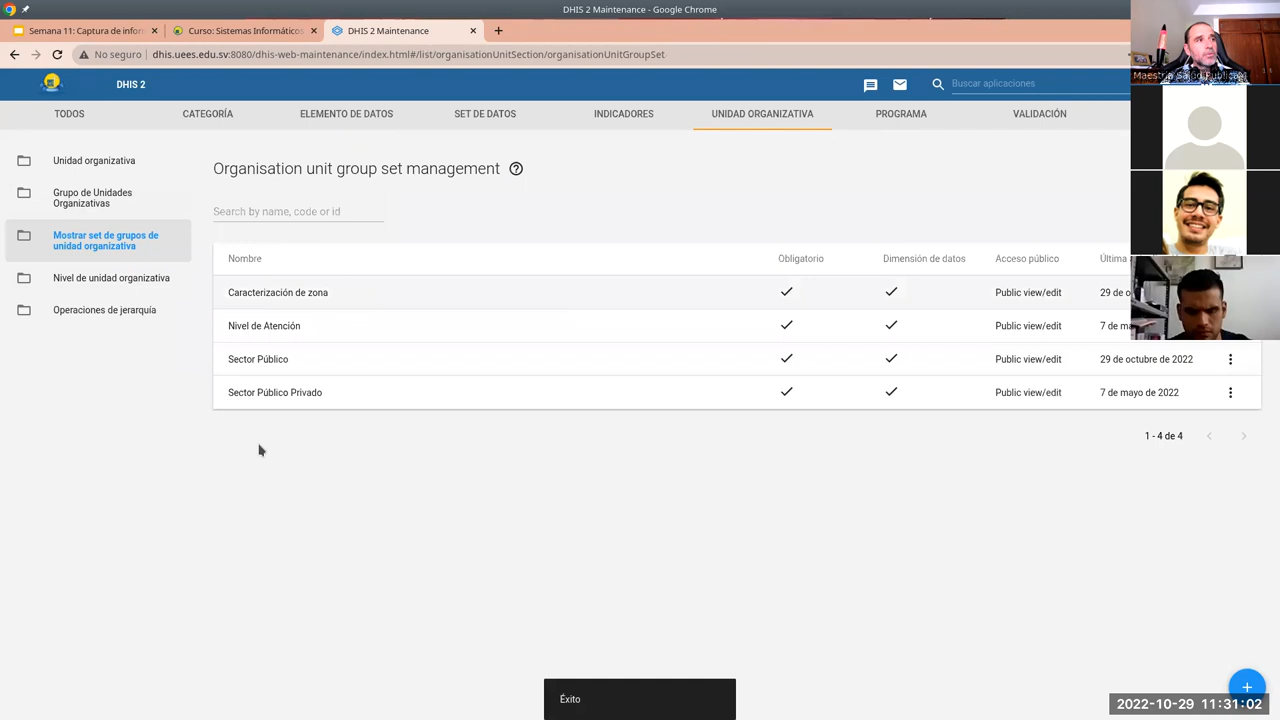 DHIS 2 Maintenance - Google Chrome
Semana 11: Captura de infor
Curso: Sistemas Informáticos
DHIS 2 Maintenance
No seguro
dhis.uees.edu.sv:8080/dhis-web-maintenance/index.html#/list/organisationUnitSection/organisationUnitGroupSet
DHIS 2
Buscar aplicaciones
TODOS
CATEGORÍA
ELEMENTO DE DATOS
SET DE DATOS
INDICADORES
UNIDAD ORGANIZATIVA
PROGRAMA
VALIDACIÓN
Unidad organizativa
Grupo de Unidades
Organizativas
Mostrar set de grupos de
unidad organizativa
Nivel de unidad organizativa
Operaciones de jerarquía
Organisation unit group set management
Search by name, code or id
Nombre Obligatorio Dimensión de datos Acceso público Última
Caracterización de zona Public view/edit 29 de o
Nivel de Atención Public view/edit 7 de ma
Sector Público Public view/edit 29 de octubre de 2022
Sector Público Privado Public view/edit 7 de mayo de 2022
1 - 4 de 4
Éxito
Maestría Salud Pública
2022-10-29 11:31:02